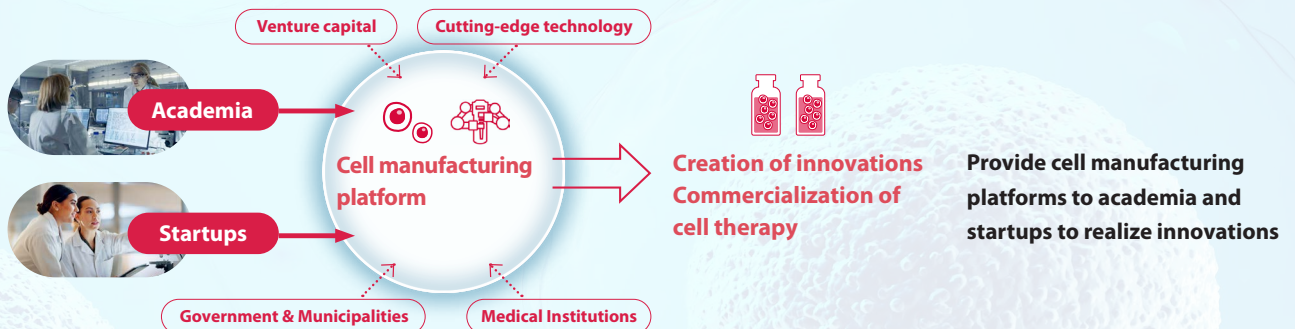 Venture capital
Cutting-edge technology
Academia
Startups
Cell manufacturing
platform
Government & Municipalities
Medical Institutions
Creation of innovations
Commercialization of
cell therapy
Provide cell manufacturing
platforms to academia and
startups to realize innovations